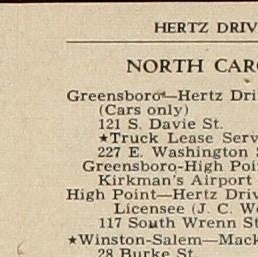 HERTZ DRIV
NORTH CAR
Greensboro—Hertz Dri
(Cars only)
121 S. Davie St.
★Truck Lease Serv
227 E. Washington S
Greensboro-High Poi
Kirkman's Airport
High Point—Hertz Driv
Licensee (J. C. W
117 South Wrenn St
★Winston-Salem—Mack
28 Burke St.